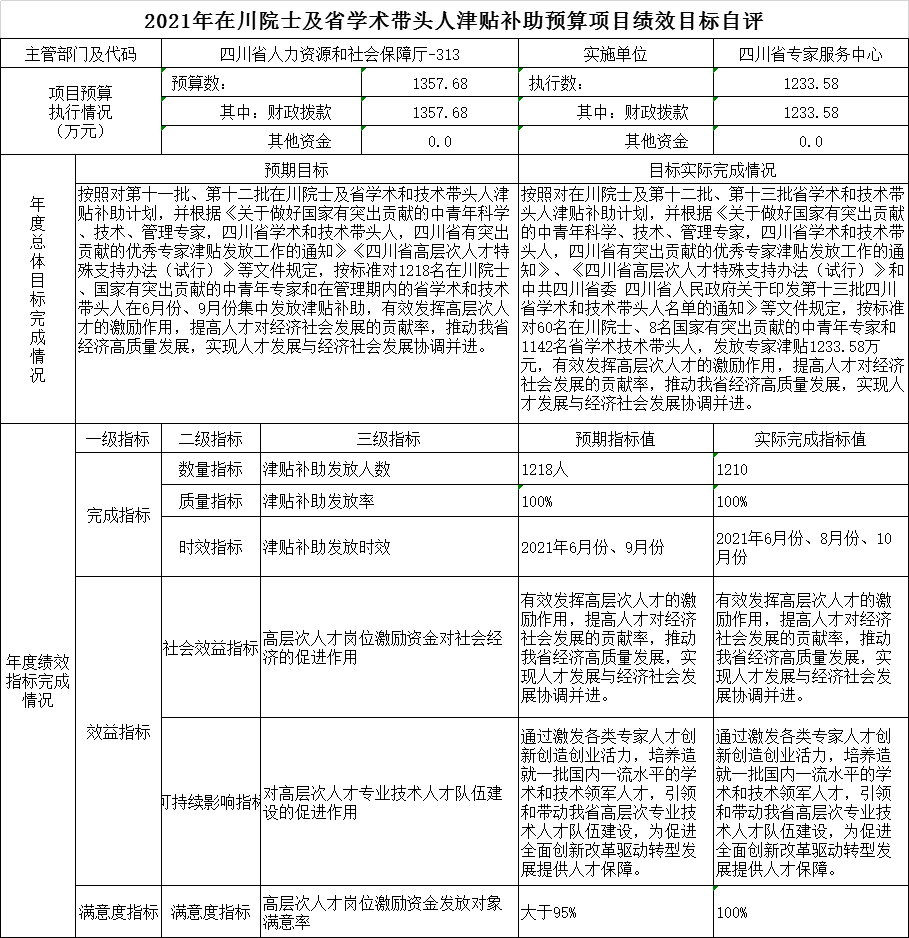 2021年在川院士及省学术带头人津贴补助预算项目绩效目标自评
主管部门及代码 四川省人力资源和社会保障厅-313 实施单位 四川省专家服务中心
项目预算
执行情况
（万元）
预算数： 1357.68 执行数： 1233.58
其中：财政拨款 1357.68 其中：财政拨款 1233.58
其他资金 0.0 其他资金 0.0
年度总体目标完成情况
预期目标 目标实际完成情况
按照对第十一批、第十二批在川院士及省学术和技术带头人津
贴补助计划，并根据《关于做好国家有突出贡献的中青年科学
、技术、管理专家，四川省学术和技术带头人，四川省有突出
贡献的优秀专家津贴发放工作的通知》《四川省高层次人才特
殊支持办法（试行）》等文件规定，按标准对1218名在川院士
、国家有突出贡献的中青年专家和在管理期内的省学术和技术
带头人在6月份、9月份集中发放津贴补助，有效发挥高层次人
才的激励作用，提高人才对经济社会发展的贡献率，推动我省
经济高质量发展，实现人才发展与经济社会发展协调并进。
按照对在川院士及第十二批、第十三批省学术和技术带
头人津贴补助计划，并根据《关于做好国家有突出贡献
的中青年科学、技术、管理专家，四川省学术和技术带
头人，四川省有突出贡献的优秀专家津贴发放工作的通
知》、《四川省高层次人才特殊支持办法（试行）》和
中共四川省委 四川省人民政府关于印发第十三批四川
省学术和技术带头人名单的通知》等文件规定，按标准
对60名在川院士、8名国家有突出贡献的中青年专家和
1142名省学术技术带头人，发放专家津贴1233.58万
元，有效发挥高层次人才的激励作用，提高人才对经济
社会发展的贡献率，推动我省经济高质量发展，实现人
才发展与经济社会发展协调并进。
年度绩效
指标完成
情况
一级指标 二级指标 三级指标 预期指标值 实际完成指标值
完成指标
数量指标 津贴补助发放人数 1218人 1210
质量指标 津贴补助发放率 100% 100%
时效指标 津贴补助发放时效 2021年6月份、9月份 2021年6月份、8月份、10
月份
效益指标
社会效益指标
高层次人才岗位激励资金对社会经
济的促进作用
有效发挥高层次人才的激
励作用，提高人才对经济
社会发展的贡献率，推动
我省经济高质量发展，实
现人才发展与经济社会发
展协调并进。
有效发挥高层次人才的激
励作用，提高人才对经济
社会发展的贡献率，推动
我省经济高质量发展，实
现人才发展与经济社会发
展协调并进。
可持续影响指标
对高层次人才专业技术人才队伍建
设的促进作用
通过激发各类专家人才创
新创造创业活力，培养造
就一批国内一流水平的学
术和技术领军人才，引领
和带动我省高层次专业技
术人才队伍建设，为促进
全面创新改革驱动转型发
展提供人才保障。
通过激发各类专家人才创
新创造创业活力，培养造
就一批国内一流水平的学
术和技术领军人才，引领
和带动我省高层次专业技
术人才队伍建设，为促进
全面创新改革驱动转型发
展提供人才保障。
满意度指标 满意度指标
高层次人才岗位激励资金发放对象
满意率
大于95% 100%